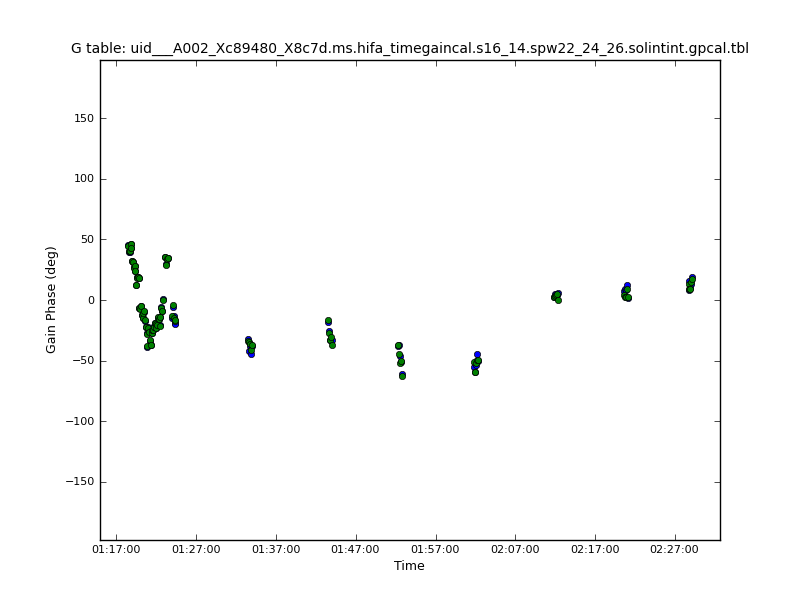 G table: uid___A002_Xc89480_X8c7d.ms.hifa_timegaincal.s16_14.spw22_24_26.solintint.gpcal.tbl
150
100
50
0
−50
−100
−150
Gain Phase (deg)
01:17:00 01:27:00 01:37:00 01:47:00 01:57:00 02:07:00 02:17:00 02:27:00
Time